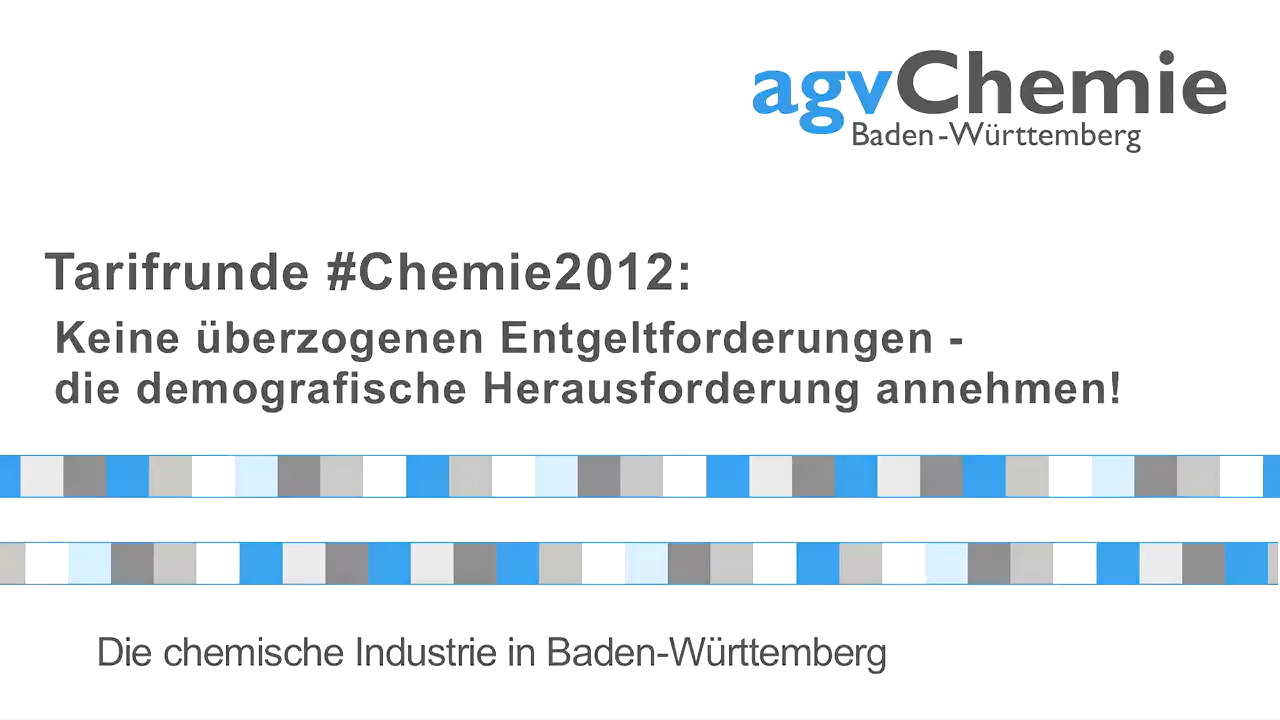 agvChemie
Baden-Württemberg
Tarifrunde #Chemie2012:
Keine überzogenen Entgeltforderungen -
die demografische Herausforderung annehmen!
Die chemische Industrie in Baden-Württemberg